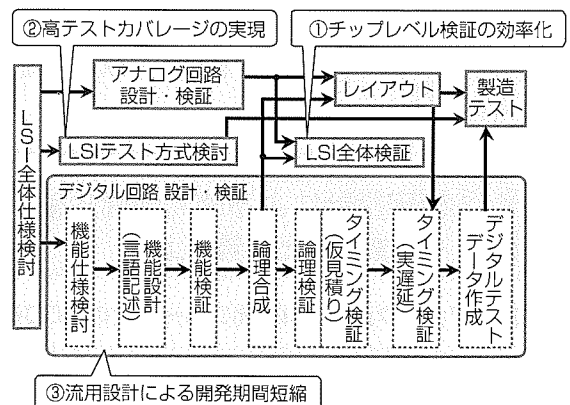 ②高テストカバレージの実現
①チップレベル検証の効率化
アナログ回路
設計・検証
レイアウト
製造
テスト
LSI全体仕様検討
LSIテスト方式検討
LSI全体検証
デジタル回路 設計・検証
機能仕様検討
機能設計
(言語記述)
機能検証
論理合成
論理検証
タイミング検証
(仮見積り)
タイミング検証
(実遅延)
デジタルテスト
データ作成
③流用設計による開発期間短縮